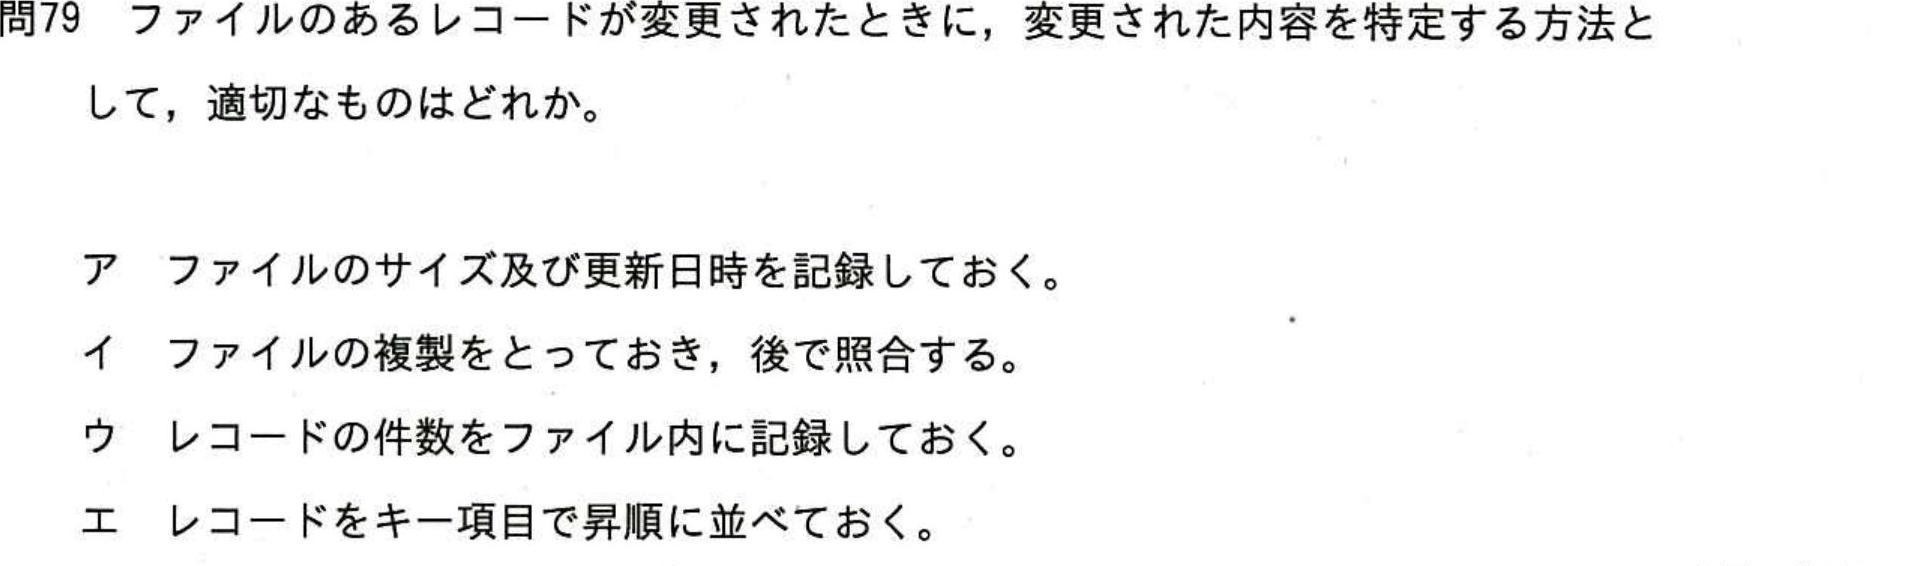 問79　ファイルのあるレコードが変更されたときに，変更された内容を特定する方法と
して，適切なものはどれか。
ア　ファイルのサイズ及び更新日時を記録しておく。
イ　ファイルの複製をとっておき，後で照合する。
ウ　レコードの件数をファイル内に記録しておく。
エ　レコードをキー項目で昇順に並べておく。